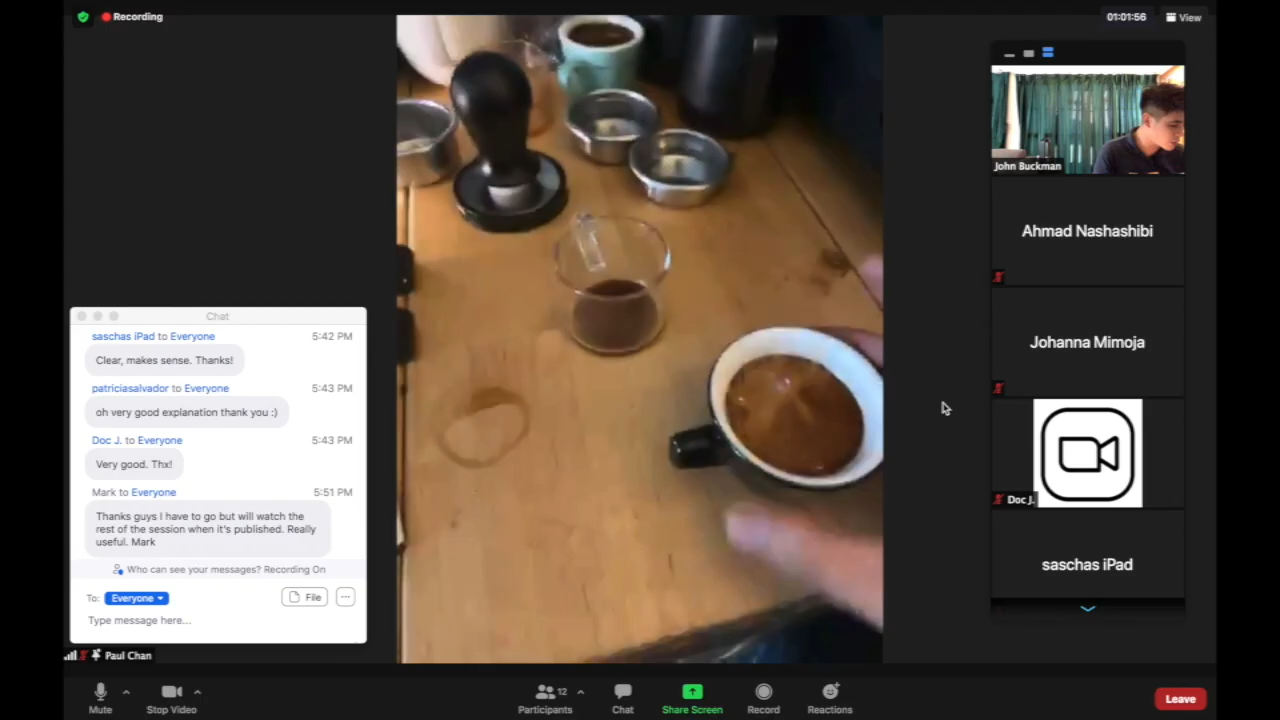 Recording
01:01:56
View
John Buckman
Ahmad Nashashibi
Johanna Mimoja
Doc J.
saschas iPad
Chat
saschas iPad to Everyone 5:42 PM
Clear, makes sense. Thanks!
patriciasalvador to Everyone 5:43 PM
oh very good explanation thank you :)
Doc J. to Everyone 5:43 PM
Very good. Thx!
Mark to Everyone 5:51 PM
Thanks guys I have to go but will watch the
rest of the session when it's published. Really
useful. Mark
Who can see your messages? Recording On
To: Everyone
File
Type message here...
Paul Chan
Mute
Stop Video
12
Participants
Chat
Share Screen
Record
Reactions
Leave